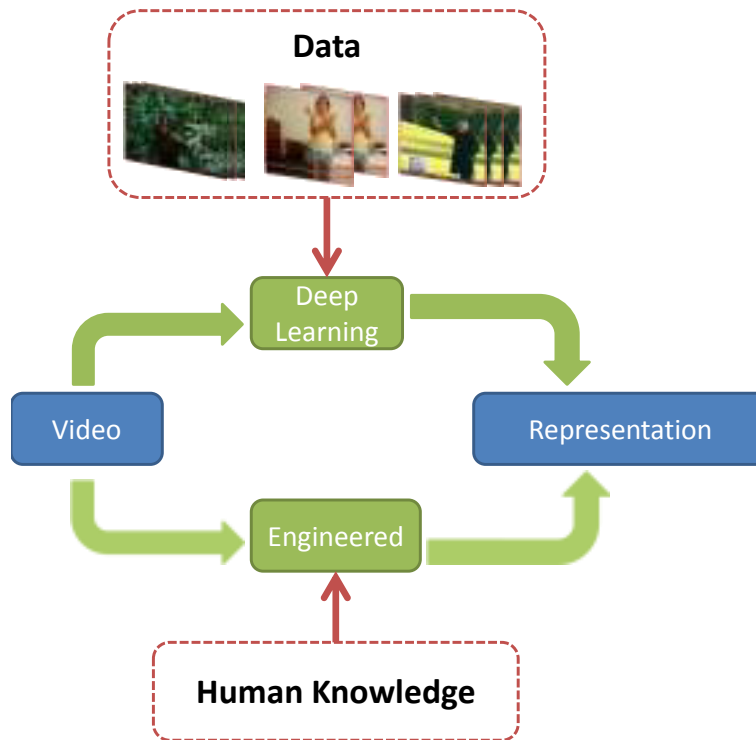 Data
Deep
Learning
Video
Representation
Engineered
Human Knowledge